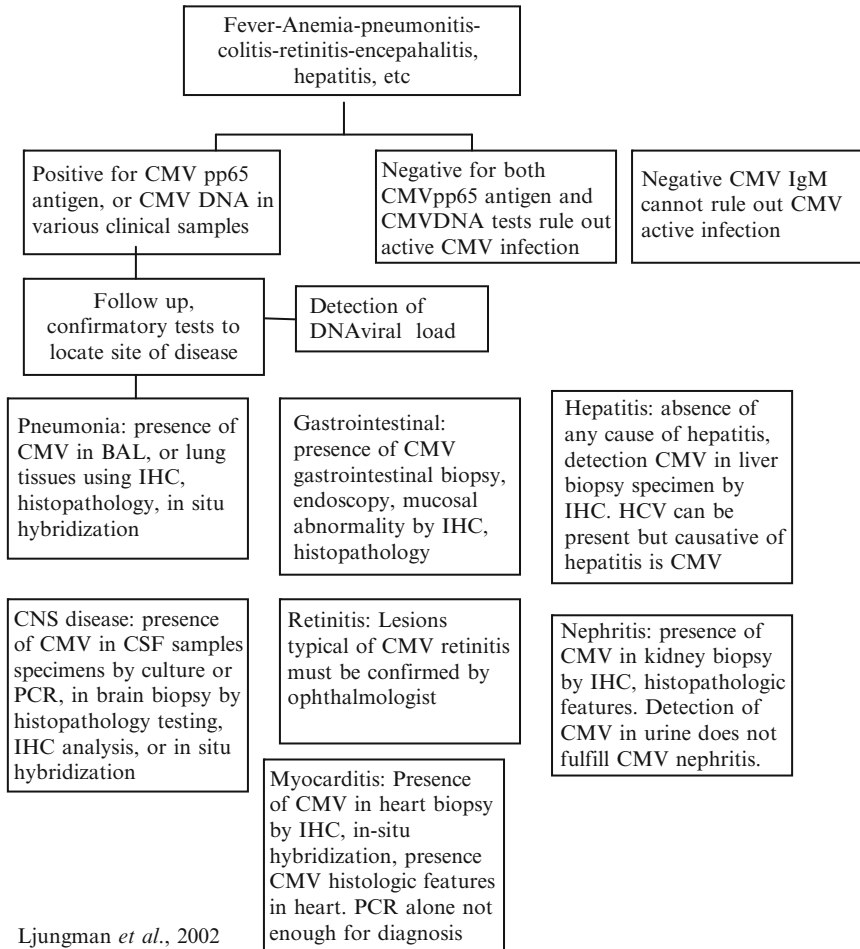 Fever-Anemia-pneumonitis-
colitis-retinitis-encepahalitis,
hepatitis, etc
Positive for CMV pp65
antigen, or CMV DNA in
various clinical samples
Negative for both
CMVpp65 antigen and
CMVDNA tests rule out
active CMV infection
Negative CMV IgM
cannot rule out CMV
active infection
Follow up,
confirmatory tests to
locate site of disease
Detection of
DNAviral load
Pneumonia: presence of
CMV in BAL, or lung
tissues using IHC,
histopathology, in situ
hybridization
Gastrointestinal:
presence of CMV
gastrointestinal biopsy,
endoscopy, mucosal
abnormality by IHC,
histopathology
Hepatitis: absence of
any cause of hepatitis,
detection CMV in liver
biopsy specimen by
IHC. HCV can be
present but causative of
hepatitis is CMV
CNS disease: presence
of CMV in CSF samples
specimens by culture or
PCR, in brain biopsy by
histopathology testing,
IHC analysis, or in situ
hybridization
Retinitis: Lesions
typical of CMV retinitis
must be confirmed by
ophthalmologist
Nephritis: presence of
CMV in kidney biopsy
by IHC, histopathologic
features. Detection of
CMV in urine does not
fulfill CMV nephritis.
Myocarditis: Presence
of CMV in heart biopsy
by IHC, in-situ
hybridization, presence
CMV histologic features
in heart. PCR alone not
enough for diagnosis
Ljungman et al., 2002